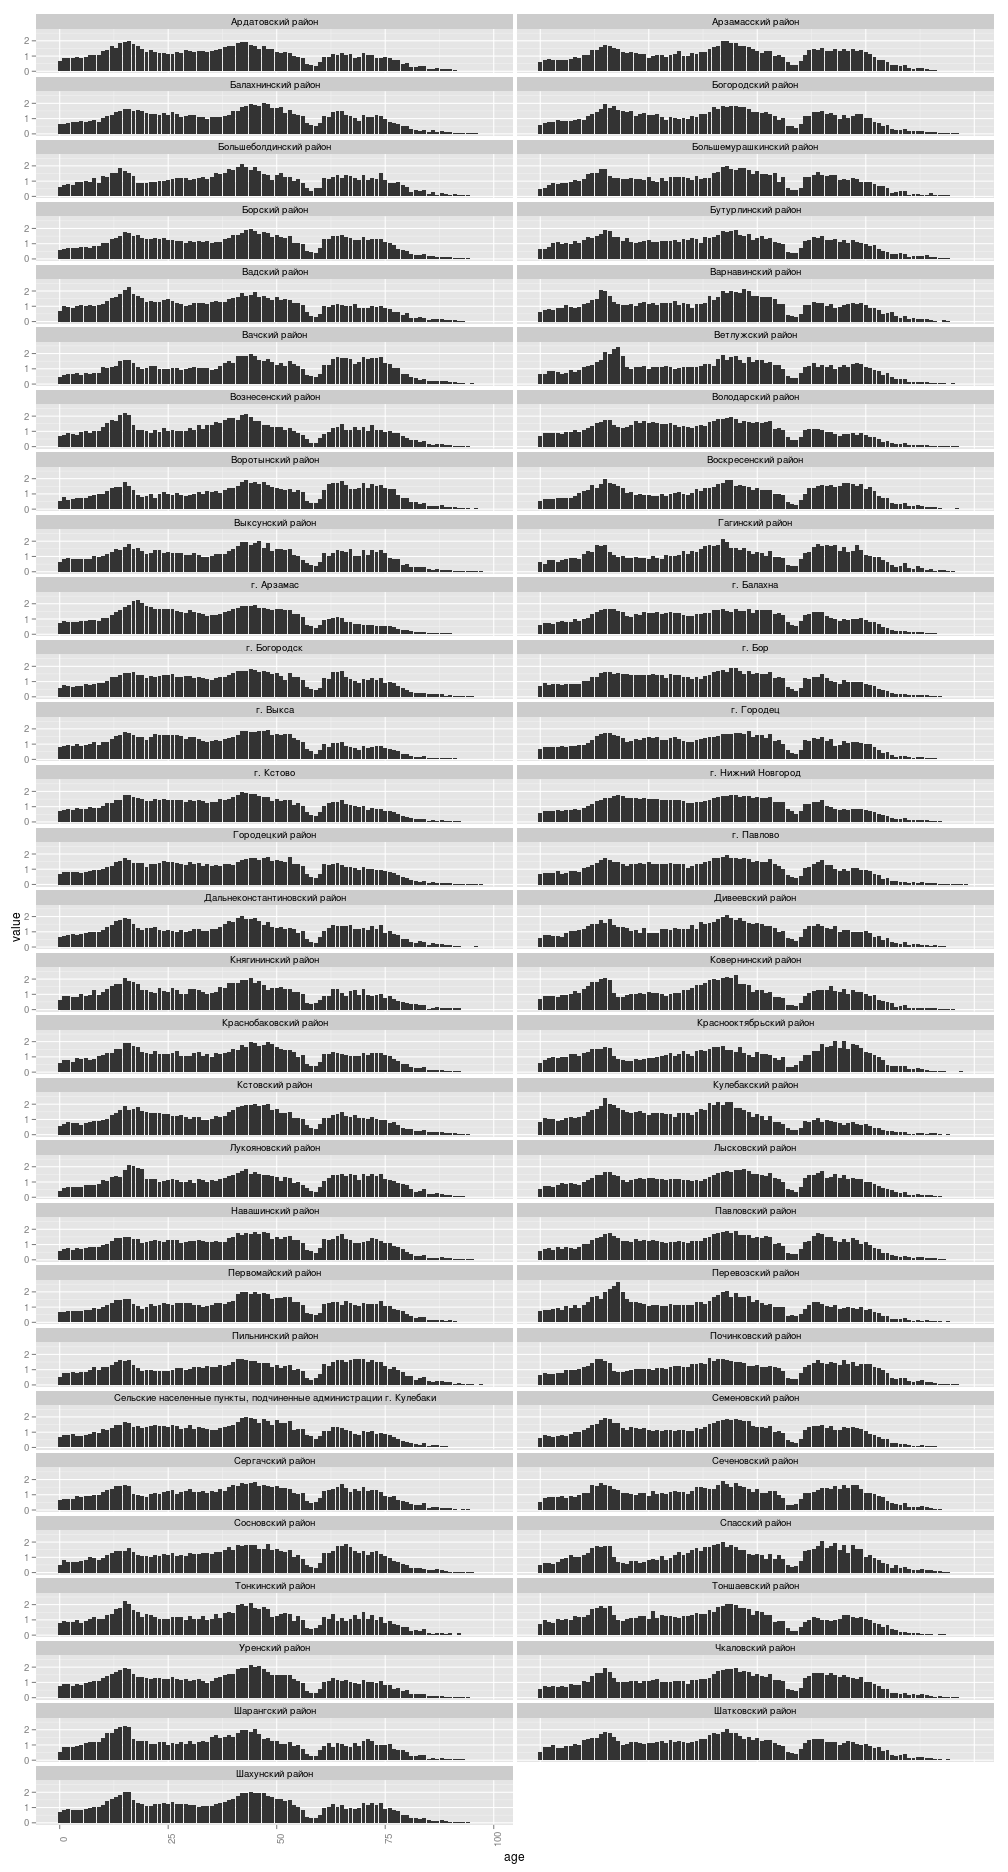 Ардатовский район
Арзамасский район
Балахнинский район
Богородский район
Большеболдинский район
Большемурашкинский район
Борский район
Бутурлинский район
Вадский район
Варнавинский район
Вачский район
Ветлужский район
Вознесенский район
Володарский район
Воротынский район
Воскресенский район
Выксунский район
Гагинский район
г. Арзамас
г. Балахна
г. Богородск
г. Бор
г. Выкса
г. Городец
г. Кстово
г. Нижний Новгород
Городецкий район
г. Павлово
Дальнеконстантиновский район
Дивеевский район
Княгининский район
Ковернинский район
Краснобаковский район
Краснооктябрьский район
Кстовский район
Кулебакский район
Лукояновский район
Лысковский район
Навашинский район
Павловский район
Первомайский район
Перевозский район
Пильнинский район
Починковский район
Сельские населенные пункты, подчиненные администрации г. Кулебаки
Семеновский район
Сергачский район
Сеченовский район
Сосновский район
Спасский район
Тонкинский район
Тоншаевский район
Уренский район
Чкаловский район
Шарангский район
Шатковский район
Шахунский район
value
2
1
0
0
25
50
75
100
age